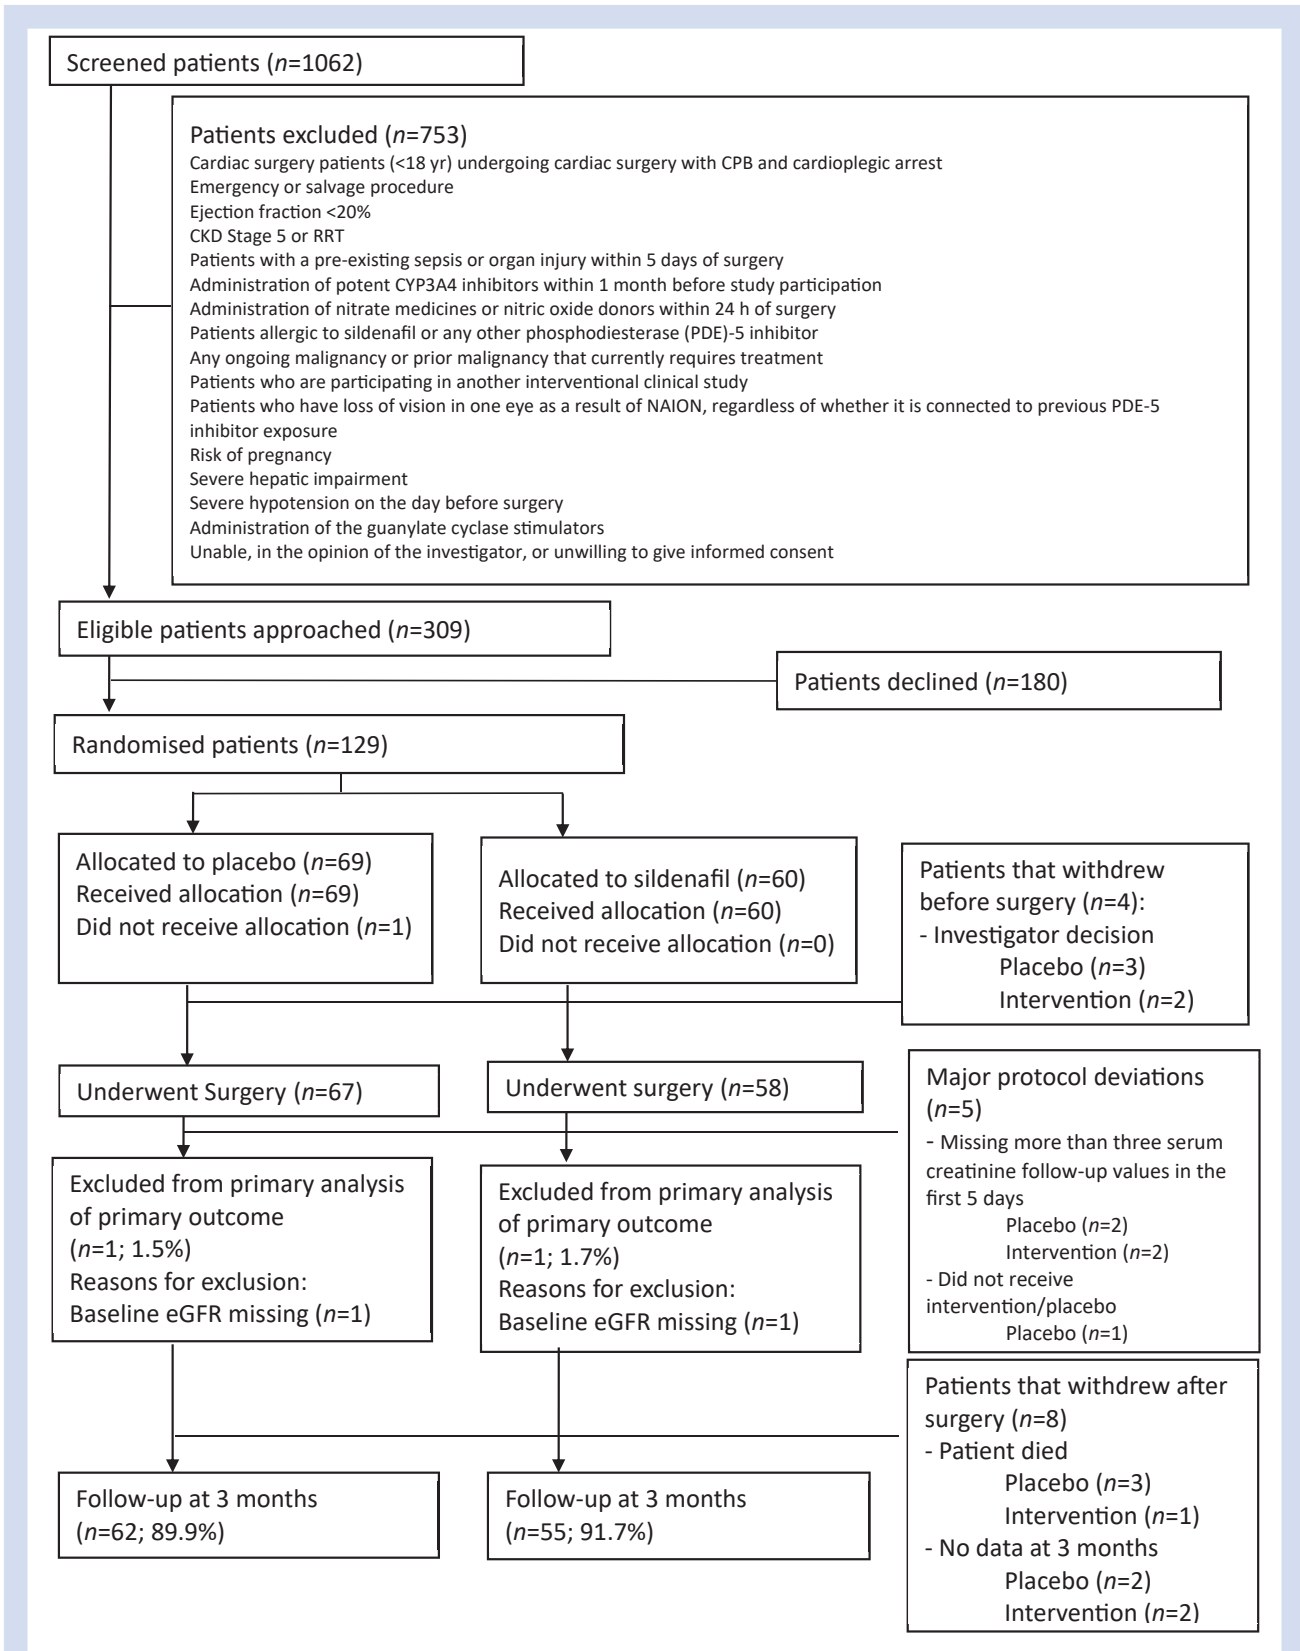 Screened patients (n=1062)
Patients excluded (n=753)
Cardiac surgery patients (<18 yr) undergoing cardiac surgery with CPB and cardioplegic arrest
Emergency or salvage procedure
Ejection fraction <20%
CKD Stage 5 or RRT
Patients with a pre-existing sepsis or organ injury within 5 days of surgery
Administration of potent CYP3A4 inhibitors within 1 month before study participation
Administration of nitrate medicines or nitric oxide donors within 24 h of surgery
Patients allergic to sildenafil or any other phosphodiesterase (PDE)-5 inhibitor
Any ongoing malignancy or prior malignancy that currently requires treatment
Patients who are participating in another interventional clinical study
Patients who have loss of vision in one eye as a result of NAION, regardless of whether it is connected to previous PDE-5
inhibitor exposure
Risk of pregnancy
Severe hepatic impairment
Severe hypotension on the day before surgery
Administration of the guanylate cyclase stimulators
Unable, in the opinion of the investigator, or unwilling to give informed consent
Eligible patients approached (n=309)
Patients declined (n=180)
Randomised patients (n=129)
Allocated to placebo (n=69)
Received allocation (n=69)
Did not receive allocation (n=1)
Allocated to sildenafil (n=60)
Received allocation (n=60)
Did not receive allocation (n=0)
Patients that withdrew
before surgery (n=4):
- Investigator decision
Placebo (n=3)
Intervention (n=2)
Underwent Surgery (n=67)
Underwent surgery (n=58)
Major protocol deviations
(n=5)
- Missing more than three serum
creatinine follow-up values in the
first 5 days
Placebo (n=2)
Intervention (n=2)
- Did not receive
intervention/placebo
Placebo (n=1)
Excluded from primary analysis
of primary outcome
(n=1; 1.5%)
Reasons for exclusion:
Baseline eGFR missing (n=1)
Excluded from primary analysis
of primary outcome
(n=1; 1.7%)
Reasons for exclusion:
Baseline eGFR missing (n=1)
Patients that withdrew after
surgery (n=8)
- Patient died
Placebo (n=3)
Intervention (n=1)
- No data at 3 months
Placebo (n=2)
Intervention (n=2)
Follow-up at 3 months
(n=62; 89.9%)
Follow-up at 3 months
(n=55; 91.7%)